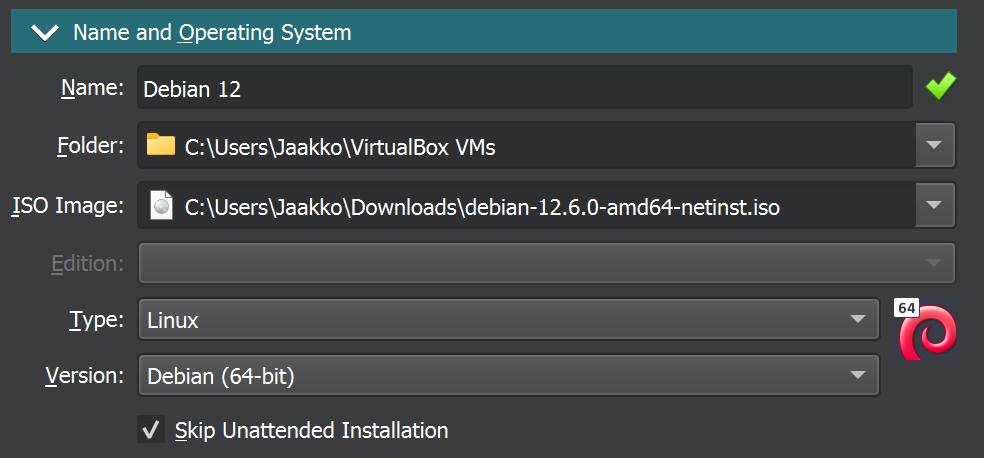 Name and Operating System
Name: Debian 12
Folder: C:\Users\Jaakko\VirtualBox VMs
ISO Image: C:\Users\Jaakko\Downloads\debian-12.6.0-amd64-netinst.iso
Edition:
Type: Linux
64
Version: Debian (64-bit)
Skip Unattended Installation